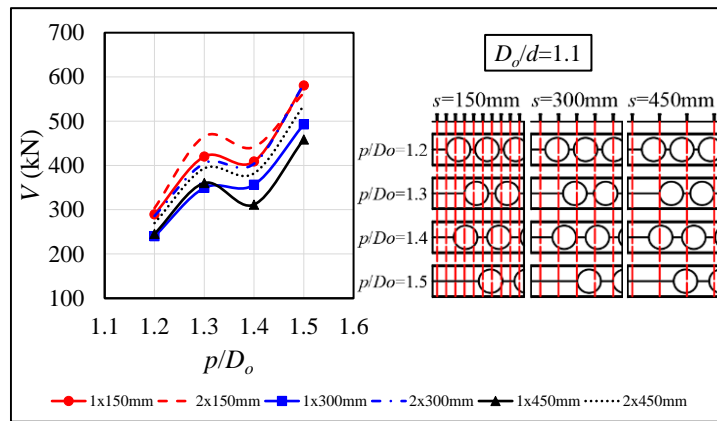 700
600
500
400
300
200
100
V (kN)
1.1 1.2 1.3 1.4 1.5 1.6
p/Do
Do/d=1.1
s=150mm s=300mm s=450mm
p/Do=1.2
p/Do=1.3
p/Do=1.4
p/Do=1.5
1x150mm 2x150mm 1x300mm 2x300mm 1x450mm 2x450mm